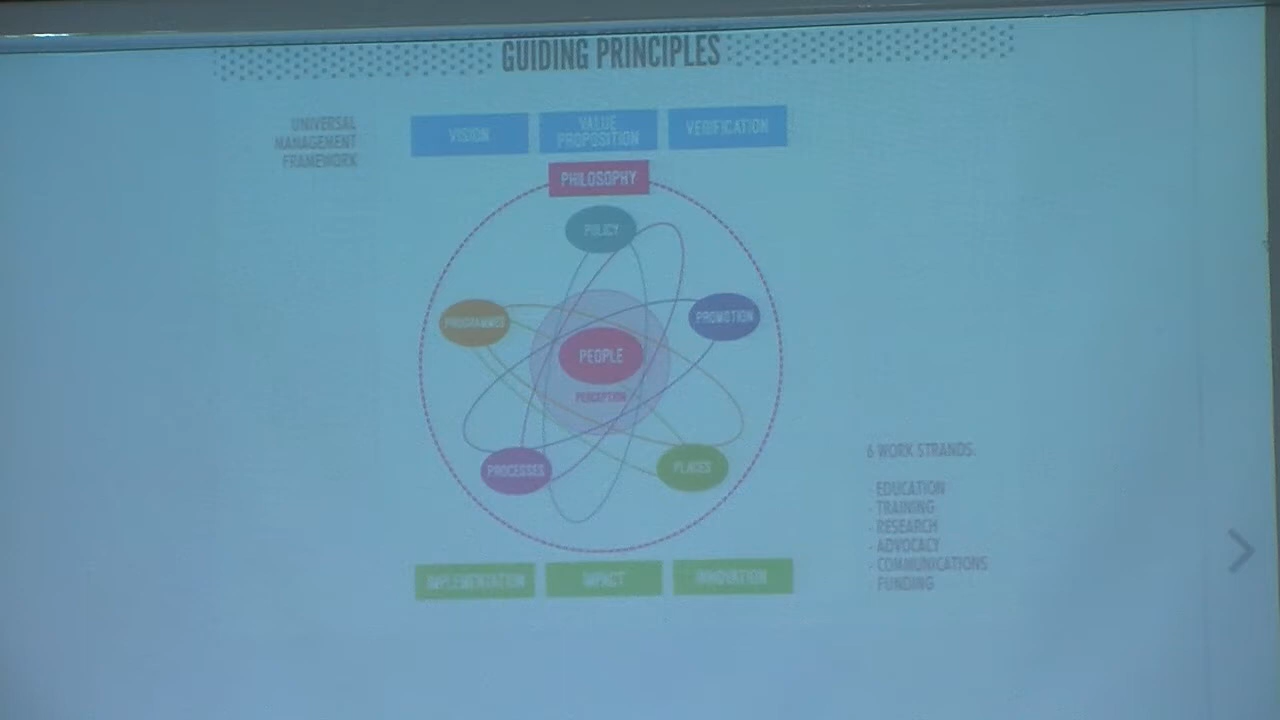 GUIDING PRINCIPLES
UNIVERSAL
MANAGEMENT
FRAMEWORK
VISION
VALUE
PROPOSITION
VERIFICATION
PHILOSOPHY
POLICY
PROGRAMMES
PROMOTION
PEOPLE
PERCEPTION
PROCESSES
PLACES
IMPLEMENTATION
IMPACT
INNOVATION
6 WORK STRANDS:
- EDUCATION
- TRAINING
- RESEARCH
- ADVOCACY
- COMMUNICATIONS
- FUNDING